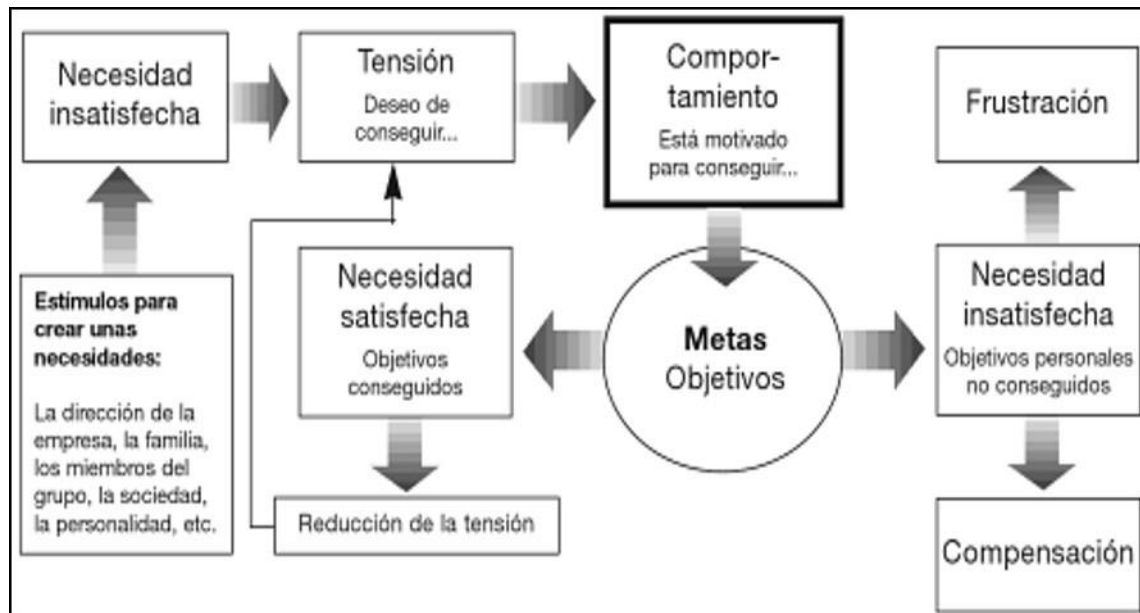 Necesidad
insatisfecha
Tensión
Deseo de
conseguir...
Compor-
tamiento
Está motivado
para conseguir...
Frustración
Estímulos para
crear unas
necesidades:
La dirección de la
empresa, la familia,
los miembros del
grupo, la sociedad,
la personalidad, etc.
Necesidad
satisfecha
Objetivos
conseguidos
Metas
Objetivos
Necesidad
insatisfecha
Objetivos personales
no conseguidos
Reducción de la tensión
Compensación